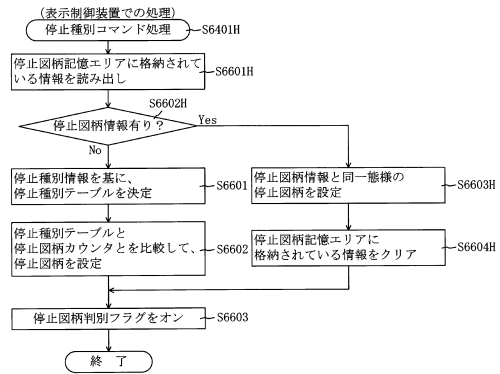 (表示制御装置での処理)
停止種別コマンド処理
S6401H
停止図柄記憶エリアに格納されて
いる情報を読み出し
S6601H
S6602H
停止図柄情報有り？
Yes
No
停止種別情報を基に、
停止種別テーブルを決定
S6601
停止図柄情報と同一態様の
停止図柄を設定
S6603H
停止種別テーブルと
停止図柄カウンタとを比較して、
停止図柄を設定
S6602
停止図柄記憶エリアに
格納されている情報をクリア
S6604H
停止図柄判別フラグをオン
S6603
終了